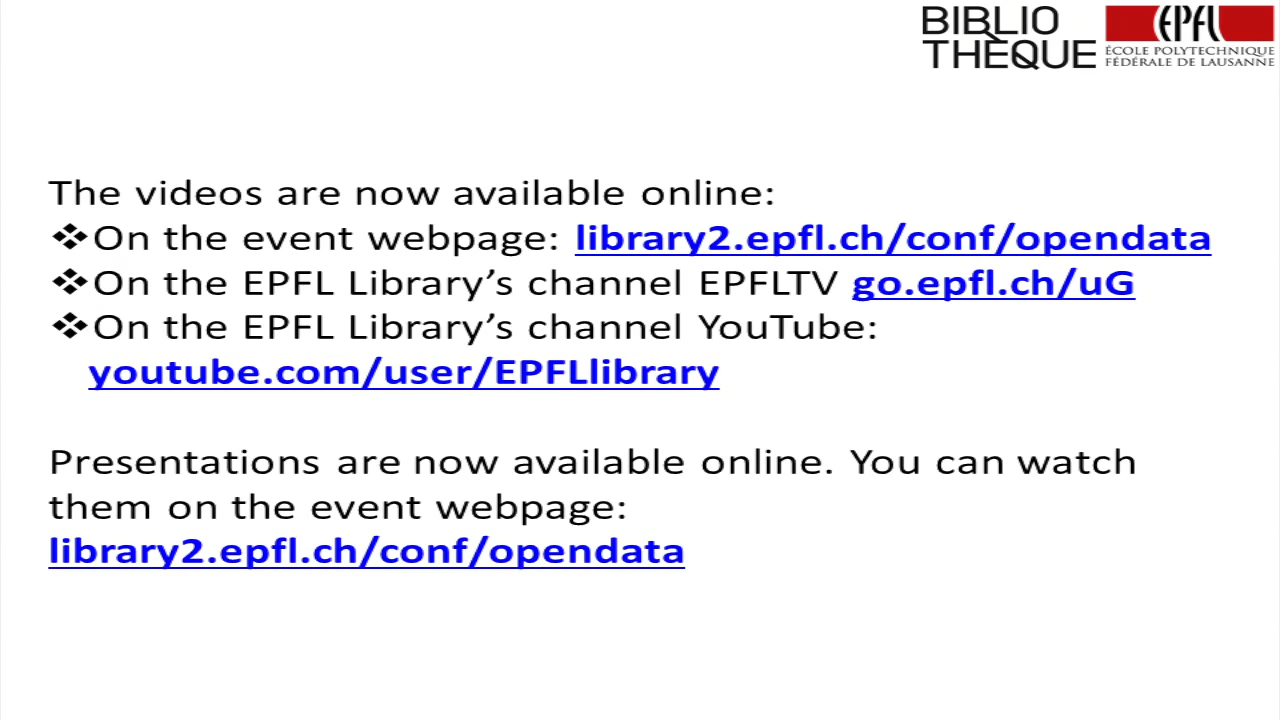 BIBLIO
THEQUE
EPFL
ÉCOLE POLYTECHNIQUE
FÉDÉRALE DE LAUSANNE
The videos are now available online:
❖On the event webpage: library2.epfl.ch/conf/opendata
❖On the EPFL Library’s channel EPFLTV go.epfl.ch/uG
❖On the EPFL Library’s channel YouTube:
youtube.com/user/EPFLlibrary
Presentations are now available online. You can watch
them on the event webpage:
library2.epfl.ch/conf/opendata